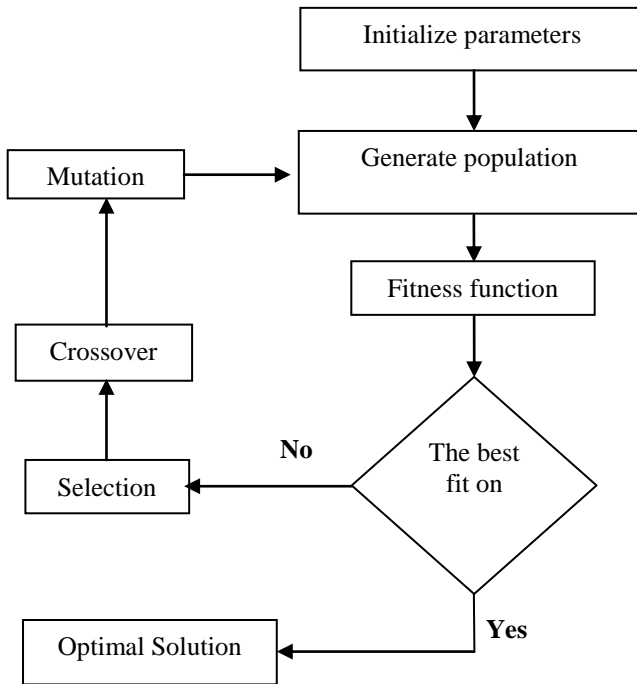 Initialize parameters
Generate population
Mutation
Fitness function
Crossover
The best
fit on
No
Selection
Yes
Optimal Solution